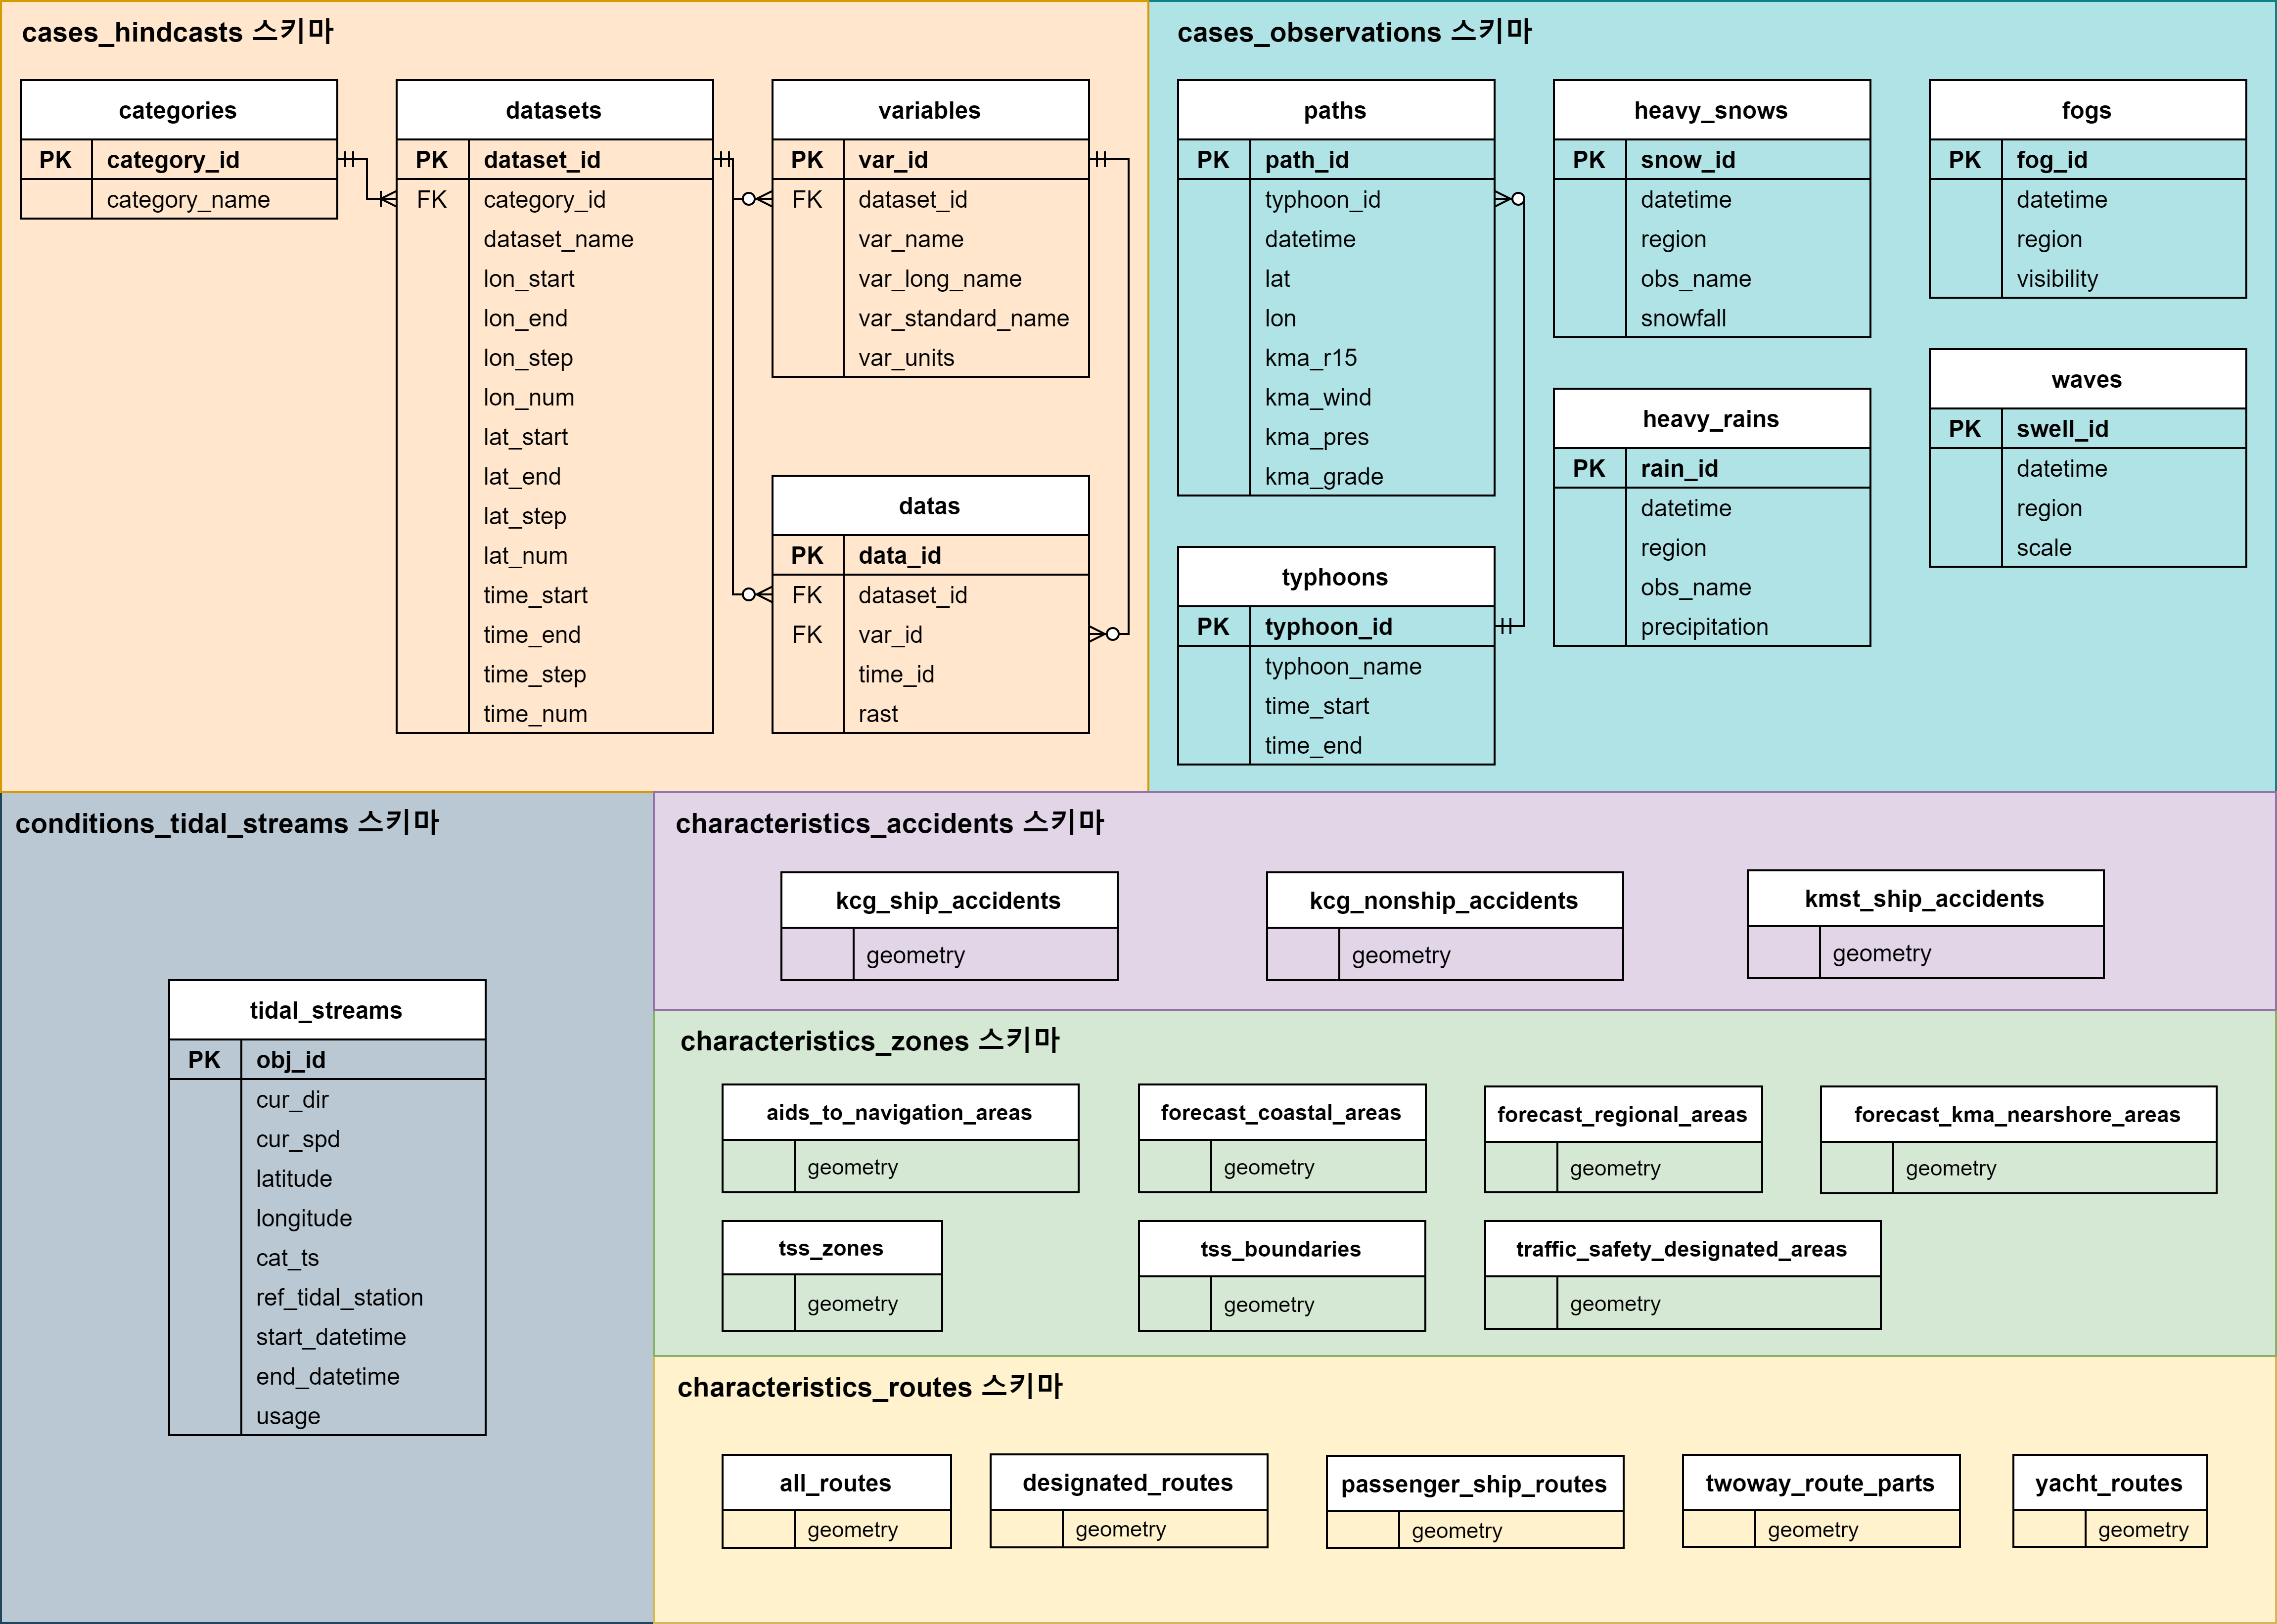 cases_hindcasts 스키마
categories
PK category_id
category_name
datasets
PK dataset_id
FK category_id
dataset_name
lon_start
lon_end
lon_step
lon_num
lat_start
lat_end
lat_step
lat_num
time_start
time_end
time_step
time_num
variables
PK var_id
FK dataset_id
var_name
var_long_name
var_standard_name
var_units
datas
PK data_id
FK dataset_id
FK var_id
time_id
rast
cases_observations 스키마
paths
PK path_id
typhoon_id
datetime
lat
lon
kma_r15
kma_wind
kma_pres
kma_grade
typhoons
PK typhoon_id
typhoon_name
time_start
time_end
heavy_snows
PK snow_id
datetime
region
obs_name
snowfall
heavy_rains
PK rain_id
datetime
region
obs_name
precipitation
fogs
PK fog_id
datetime
region
visibility
waves
PK swell_id
datetime
region
scale
conditions_tidal_streams 스키마
tidal_streams
PK obj_id
cur_dir
cur_spd
latitude
longitude
cat_ts
ref_tidal_station
start_datetime
end_datetime
usage
characteristics_accidents 스키마
kcg_ship_accidents
geometry
kcg_nonship_accidents
geometry
kmst_ship_accidents
geometry
characteristics_zones 스키마
aids_to_navigation_areas
geometry
forecast_coastal_areas
geometry
forecast_regional_areas
geometry
forecast_kma_nearshore_areas
geometry
tss_zones
geometry
tss_boundaries
geometry
traffic_safety_designated_areas
geometry
characteristics_routes 스키마
all_routes
geometry
designated_routes
geometry
passenger_ship_routes
geometry
twoway_route_parts
geometry
yacht_routes
geometry